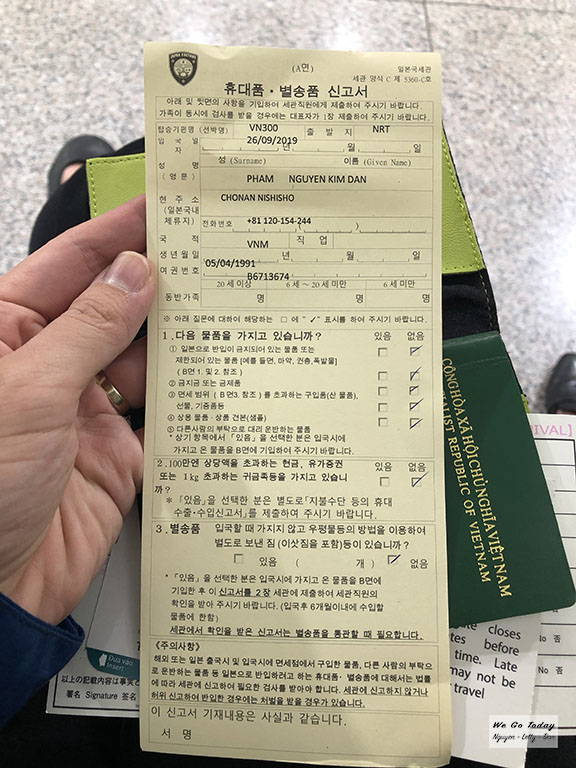 JAPAN CUSTOMS
(A면)
일본국세관
세관 양식 C 제 5360-C호
휴대품・별송품 신고서
아래 및 뒷면의 사항을 기입하여 세관직원에게 제출하여 주시기 바랍니다.
가족이 동시에 검사를 받을 경우에는 대표자가 1장 제출하여 주시기 바랍니다.
탑승기편명 (선박명) VN300 출 발 지 NRT
입 국 일 자 26/09/2019 년 월 일
성 명 (영 문) 성 (Surname) 이름 (Given Name)
PHAM NGUYEN KIM DAN
현 주 소 (일본국내 체류지) CHONAN NISHISHO
전화번호 +81 120-154-244 ( )
국 적 VNM 직 업
생 년 월 일 05/04/1991 년 월 일
여 권 번 호 B6713674
동반가족 20 세 이상 명 6 세 ~ 20 세 미만 명 6 세 미만 명
※ 아래 질문에 대하여 해당하는 □ 에 "✓" 표시를 하여 주시기 바랍니다.
1.다음 물품을 가지고 있습니까? 있음 없음
① 일본으로 반입이 금지되어 있는 물품 또는
제한되어 있는 물품 [예를 들면, 마약, 권총,폭발물]
( B면 1. 및 2. 참조 )
② 금지금 또는 금제품
③ 면세 범위 ( B면3. 참조 ) 를 초과하는 구입품(산 물품),
선물, 기증품등
④ 상용 물품・상품 견본(샘플)
⑤ 다른사람의 부탁으로 대리 운반하는 물품
* 상기 항목에서 「있음」을 선택한 분은 입국시에
가지고 온 물품을 B면에 기입하여 주시기 바랍니다.
2.100만엔 상당액을 초과하는 현금, 유가증권 있음 없음
또는 1kg 초과하는 귀금속등을 가지고 있습니
까?
* 「있음」을 선택한 분은 별도로「지불수단 등의 휴대
수출・수입신고서」를 제출하여 주시기 바랍니다.
3.별송품 입국할 때 가지지 않고 우편물등의 방법을 이용하여
별도로 보낸 짐 (이삿짐을 포함)등이 있습니까?
있음 ( 개 ) 없음
* 「있음」을 선택한 분은 입국시에 가지고 온 물품을 B면에
기입한 후 이 신고서를 2장 세관에 제출하여 세관직원의
확인을 받아 주시기 바랍니다. (입국후 6개월이내에 수입할
물품에 한함)
세관에서 확인을 받은 신고서는 별송품을 통관할 때 필요합니다.
《주의사항》
해외 또는 일본 출국시 및 입국시에 면세점에서 구입한 물품, 다른 사람의 부탁으
로 운반하는 물품 등 일본으로 반입하려고 하는 휴대품・별송품에 대해서는 법률
에 따라 세관에 신고하여 필요한 검사를 받아야 합니다. 세관에 신고하지 않거나
허위 신고하여 반입한 경우에는 처벌을 받을 경우가 있습니다.
이 신고서 기재내용은 사실과 같습니다.
서 명
CỘNG HÒA XÃ HỘI CHỦ NGHĨA VIỆT NAM
SOCIALIST REPUBLIC OF VIETNAM
Đưa vào
Insert
以上の記載内容は事実と
署名 Signature 签名
closes
before
time. Late
may not be
travel
否
We Go Today
Nguyen - Lotty - Dan